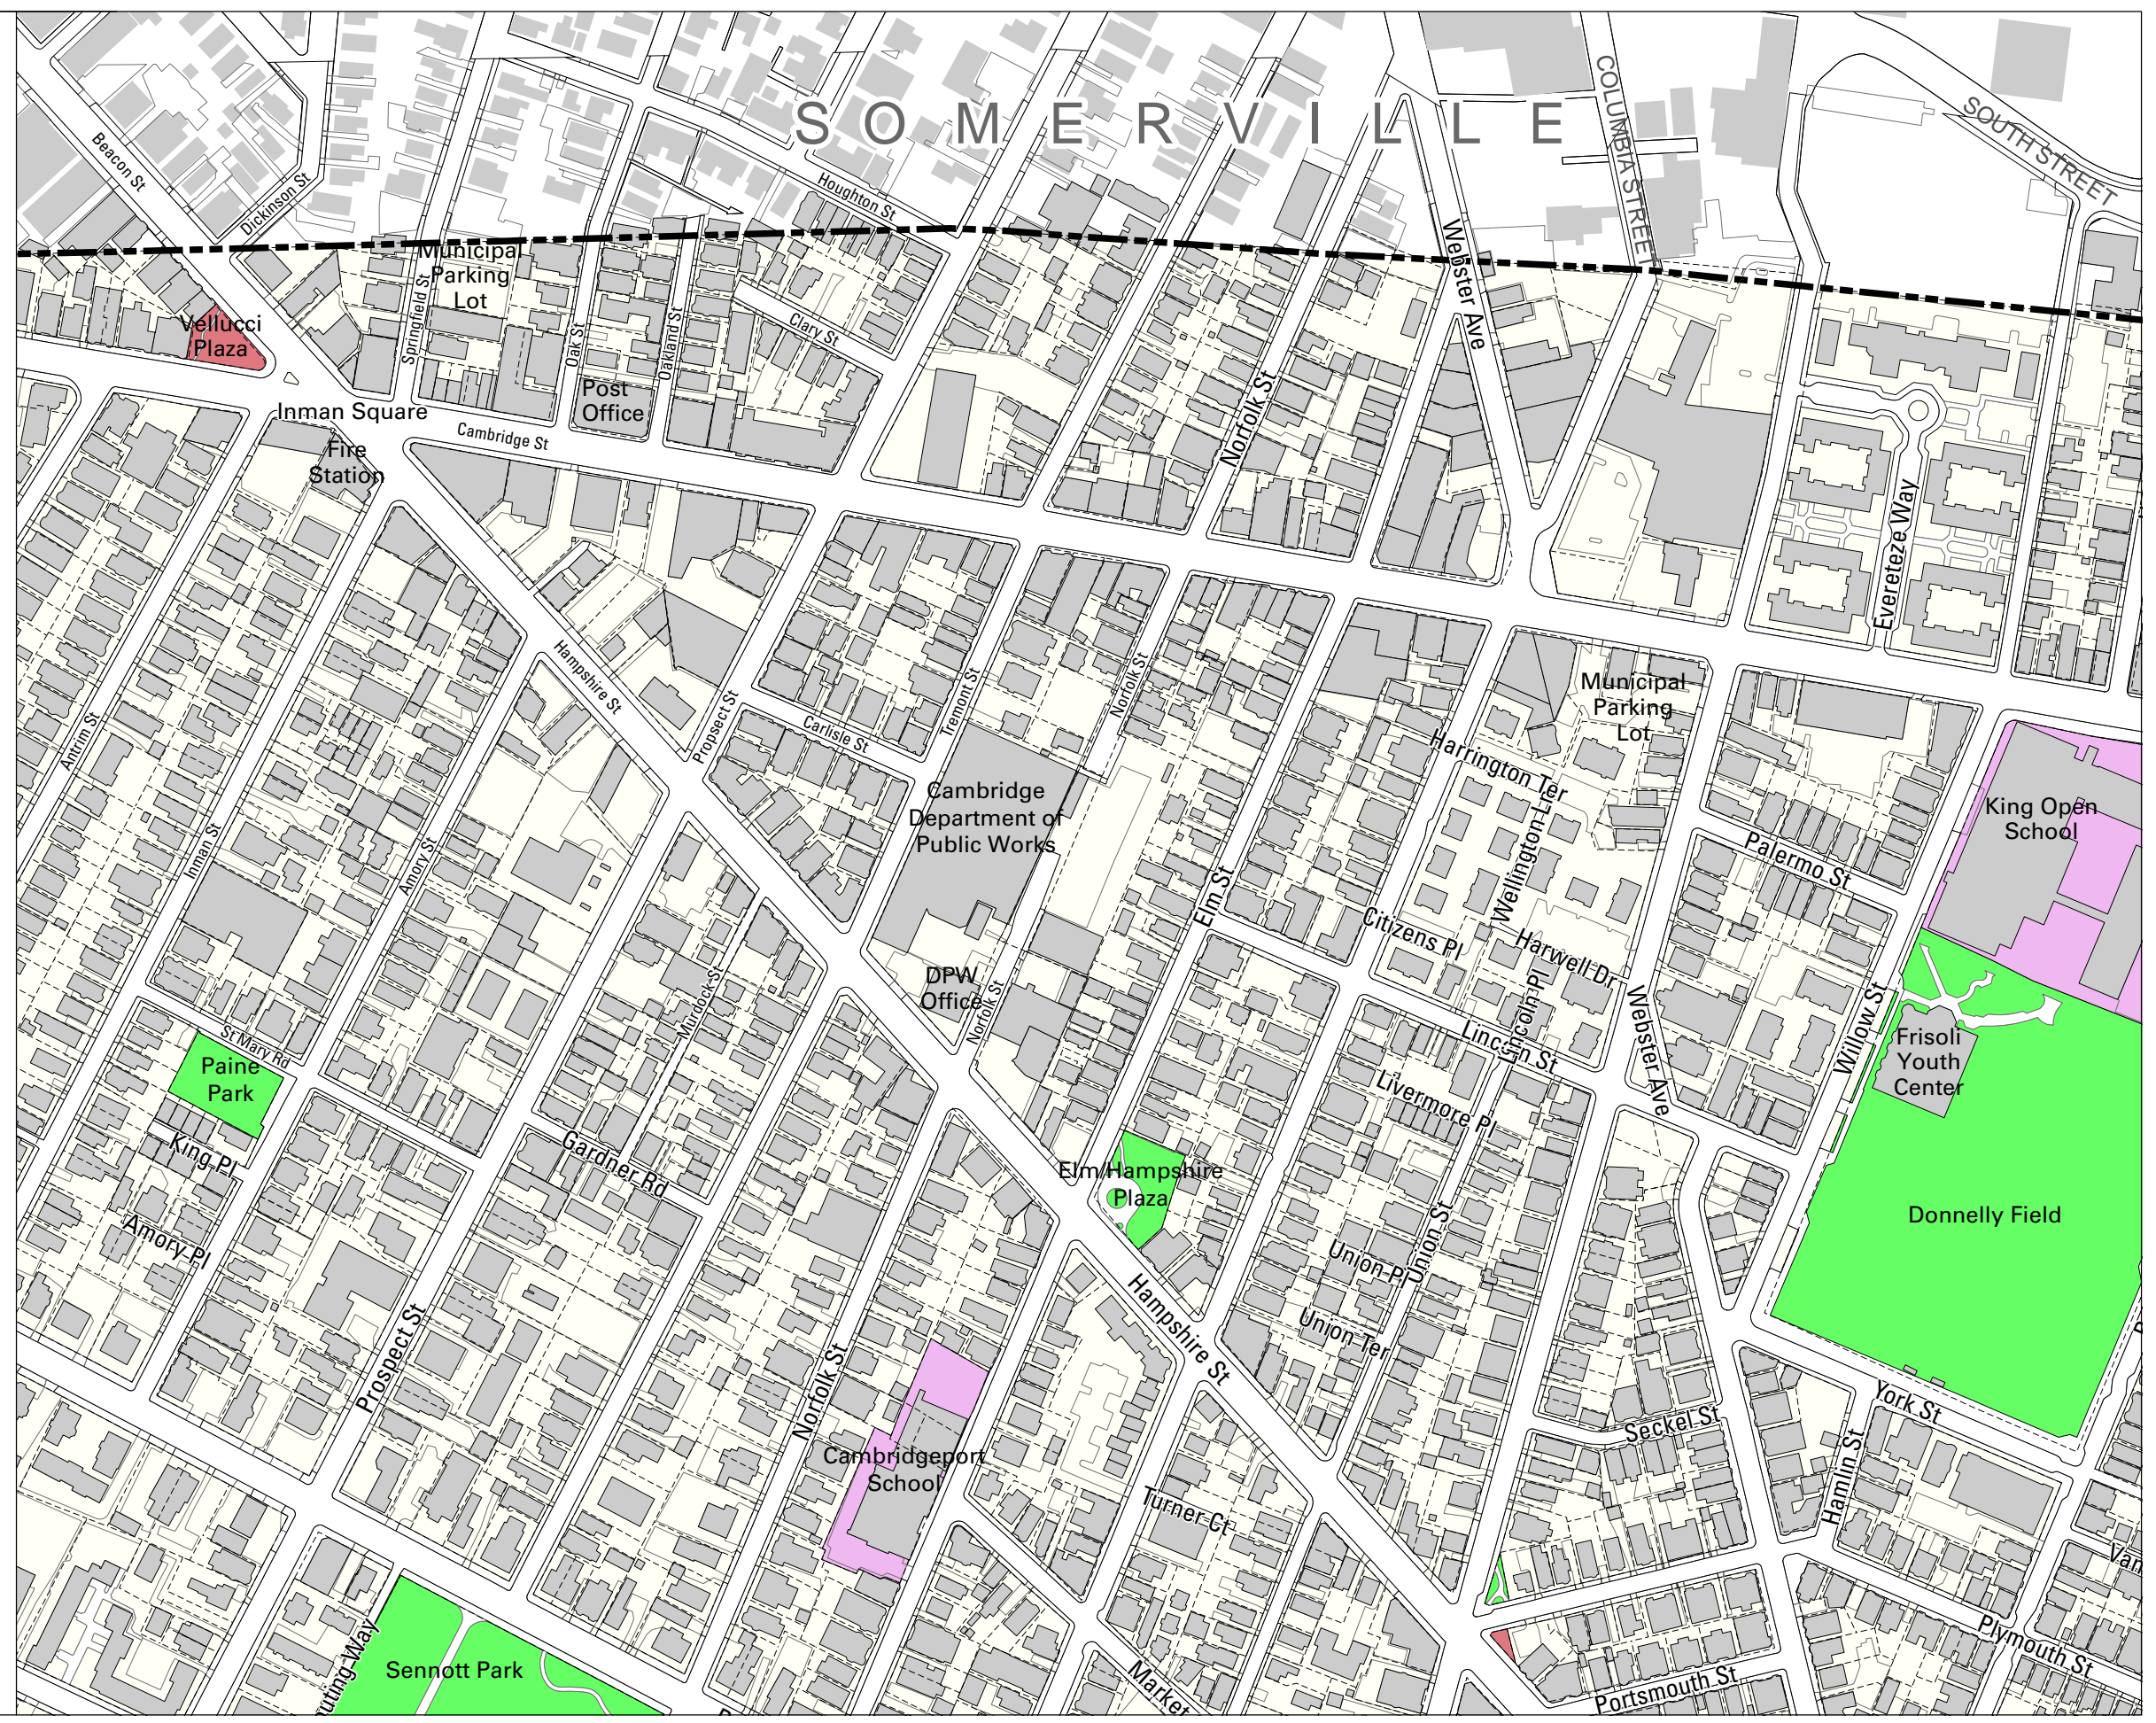 SOMERVILLE
COLUMBIA STREET
SOUTH STREET
Beacon St
Dickinson St
Houghton St
Webster Ave
Municipal
Parking
Lot
Springfield St
Vellucci
Plaza
Oak St
Oakland St
Clary St
Post
Office
Norfolk St
Inman Square
Cambridge St
Fire
Station
Evereteze Way
Hampshire St
Propsect St
Carlisle St
Tremont St
Norfolk St
Municipal
Parking
Lot
Harrington Ter
Antrim St
Inman St
Amory St
Cambridge
Department of
Public Works
Wellington Ln
Palermo St
King Open
School
Elm St
Citizens Pl
Harwell Dr
DPW
Office
Norfolk St
Murdock St
Lincoln Pl
Lincoln St
Webster Ave
Willow St
Frisoli
Youth
Center
St Mary Rd
Paine
Park
King Pl
Gardner Rd
Livermore Pl
Elm/Hampshire
Plaza
Amory Pl
Union Pl
Union St
Donnelly Field
Hampshire St
Union Ter
Prospect St
Norfolk St
York St
Seckel St
Hamlin St
Cambridgeport
School
Turner Ct
Plymouth St
Sennott Park
Market
Portsmouth St